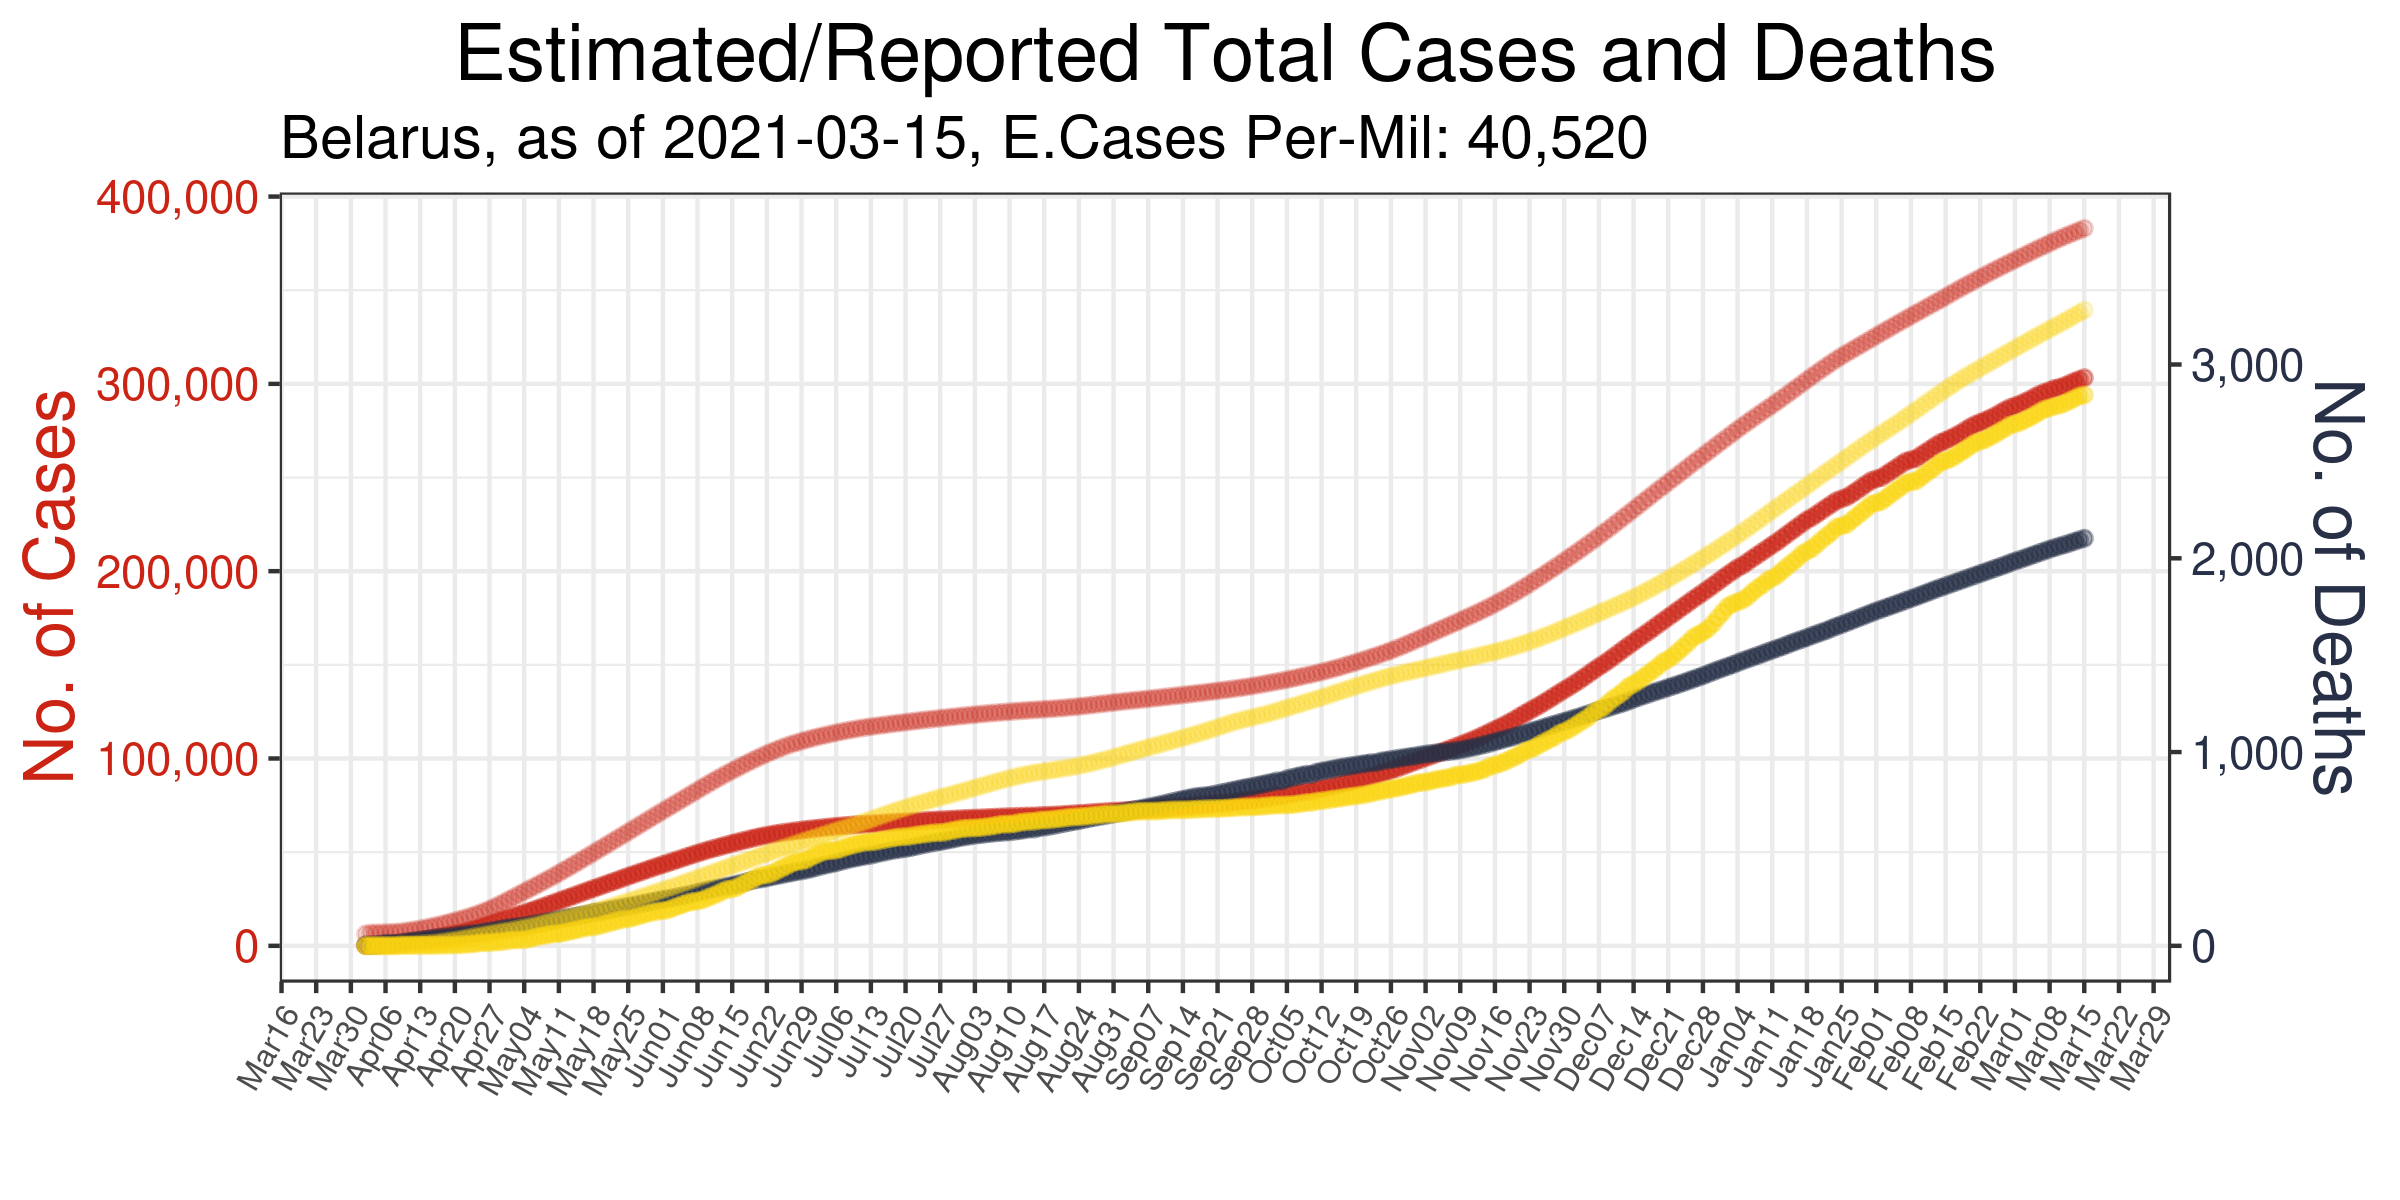 Estimated/Reported Total Cases and Deaths
Belarus, as of 2021-03-15, E.Cases Per-Mil: 40,520
No. of Cases
400,000
300,000
200,000
100,000
0
3,000
2,000
1,000
0
No. of Deaths
Mar16
Mar23
Mar30
Apr06
Apr13
Apr20
Apr27
May04
May11
May18
May25
Jun01
Jun08
Jun15
Jun22
Jun29
Jul06
Jul13
Jul20
Jul27
Aug03
Aug10
Aug17
Aug24
Aug31
Sep07
Sep14
Sep21
Sep28
Oct05
Oct12
Oct19
Oct26
Nov02
Nov09
Nov16
Nov23
Nov30
Dec07
Dec14
Dec21
Dec28
Jan04
Jan11
Jan18
Jan25
Feb01
Feb08
Feb15
Feb22
Mar01
Mar08
Mar15
Mar22
Mar29